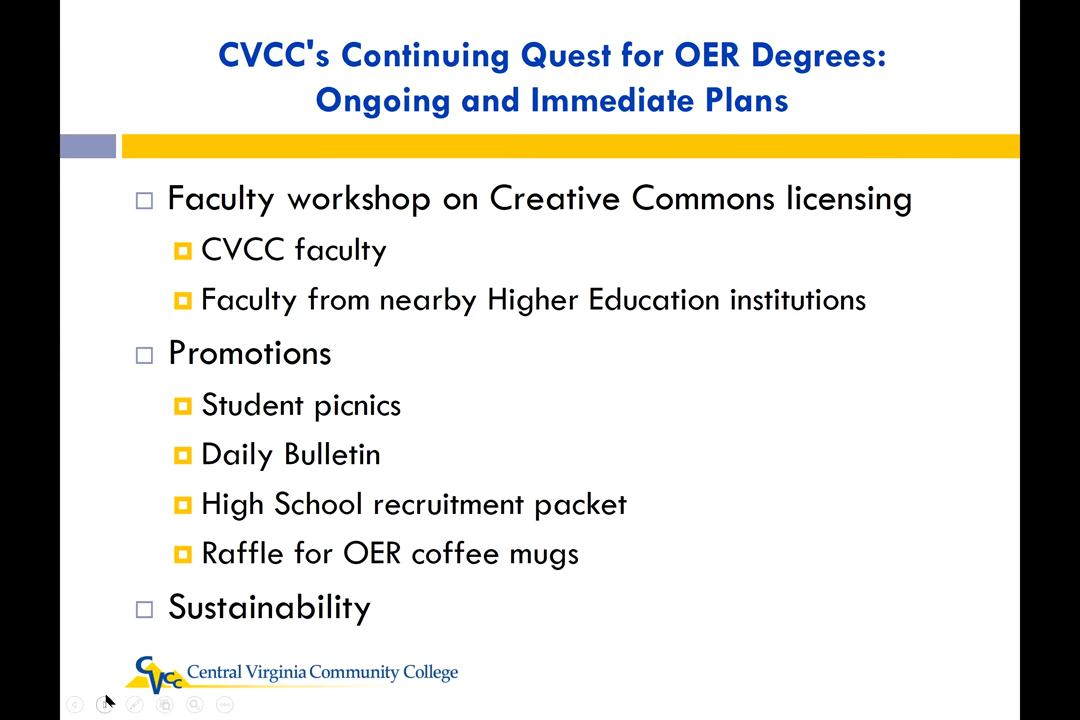 CVCC's Continuing Quest for OER Degrees:
Ongoing and Immediate Plans
Faculty workshop on Creative Commons licensing
CVCC faculty
Faculty from nearby Higher Education institutions
Promotions
Student picnics
Daily Bulletin
High School recruitment packet
Raffle for OER coffee mugs
Sustainability
CVCC Central Virginia Community College